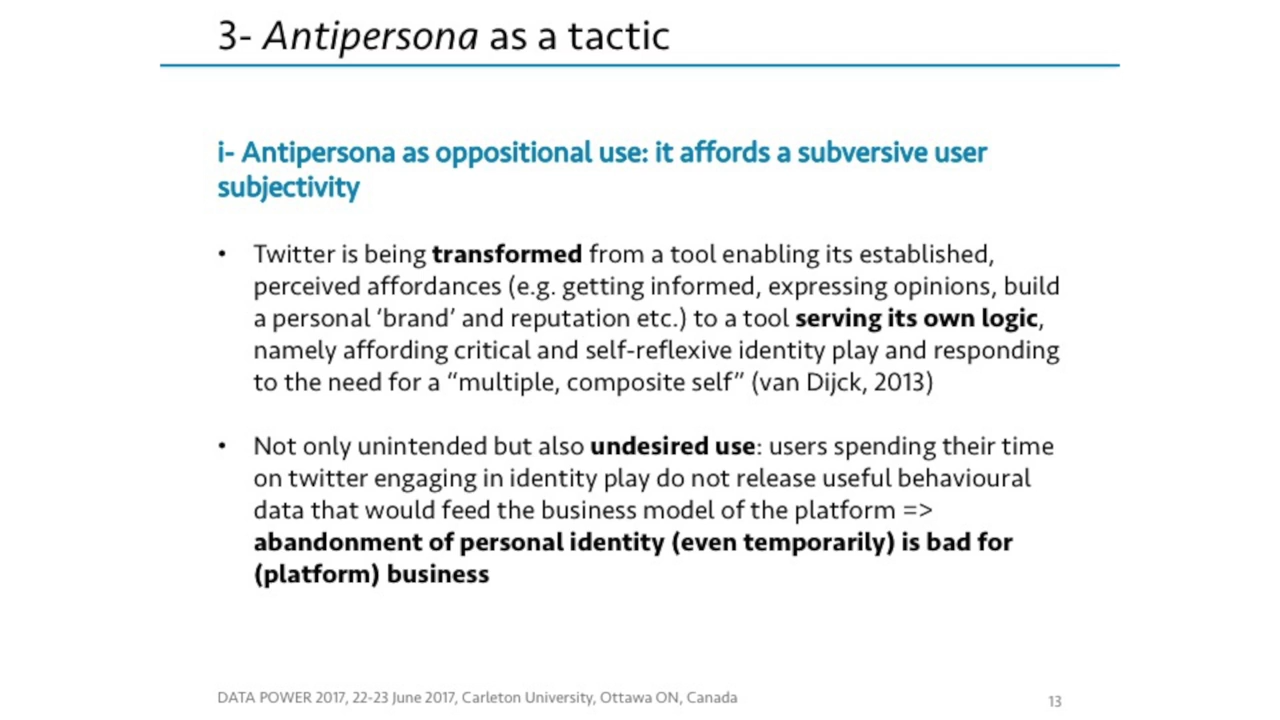 3- Antipersona as a tactic
i- Antipersona as oppositional use: it affords a subversive user
subjectivity
• Twitter is being transformed from a tool enabling its established,
perceived affordances (e.g. getting informed, expressing opinions, build
a personal ‘brand’ and reputation etc.) to a tool serving its own logic,
namely affording critical and self-reflexive identity play and responding
to the need for a “multiple, composite self” (van Dijck, 2013)
• Not only unintended but also undesired use: users spending their time
on twitter engaging in identity play do not release useful behavioural
data that would feed the business model of the platform =>
abandonment of personal identity (even temporarily) is bad for
(platform) business
DATA POWER 2017, 22-23 June 2017, Carleton University, Ottawa ON, Canada
13